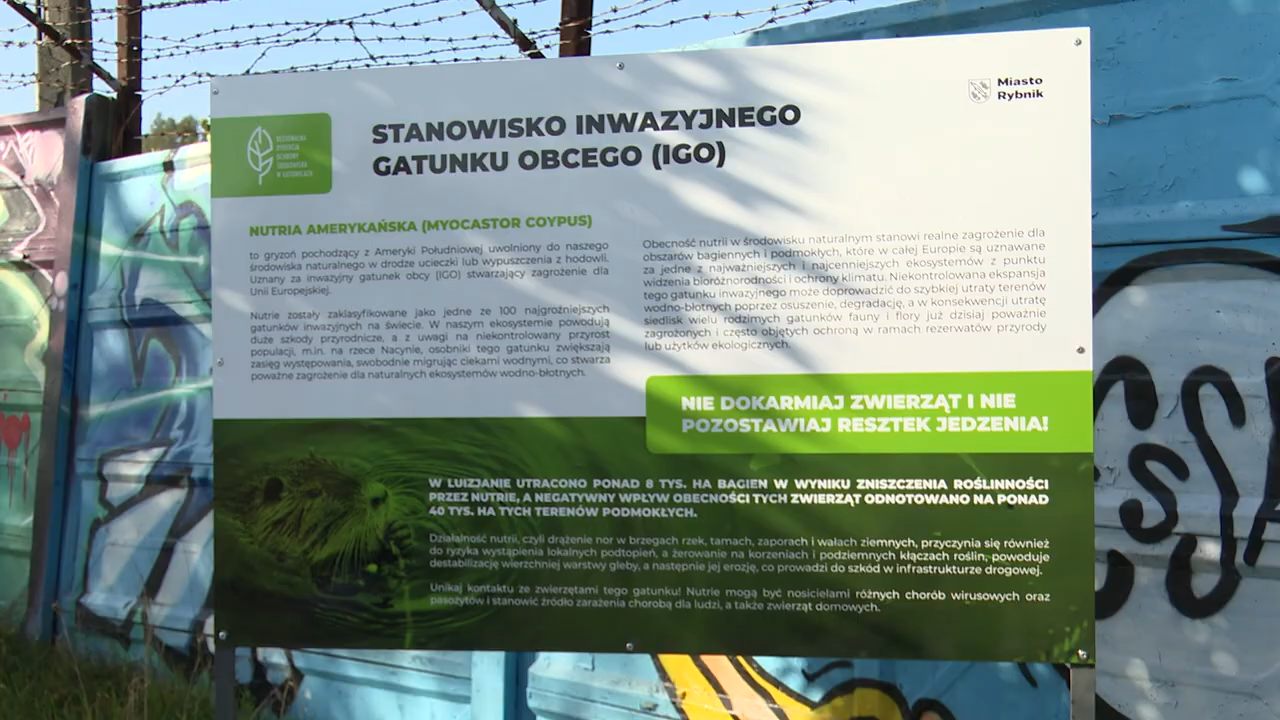 Miasto
Rybnik
REGIONALNA
DYREKCJA
OCHRONY
ŚRODOWISKA
W KATOWICACH
STANOWISKO INWAZYJNEGO
GATUNKU OBCEGO (IGO)
NUTRIA AMERYKAŃSKA (MYOCASTOR COYPUS)
to gryzoń pochodzący z Ameryki Południowej uwolniony do naszego
środowiska naturalnego w drodze ucieczki lub wypuszczenia z hodowli.
Uznany za inwazyjny gatunek obcy (IGO) stwarzający zagrożenie dla
Unii Europejskiej.
Nutrie zostały zaklasyfikowane jako jedne ze 100 najgroźniejszych
gatunków inwazyjnych na świecie. W naszym ekosystemie powodują
duże szkody przyrodnicze, a z uwagi na niekontrolowany przyrost
populacji, m.in. na rzece Nacynie, osobniki tego gatunku zwiększają
zasięg występowania, swobodnie migrując ciekami wodnymi, co stwarza
poważne zagrożenie dla naturalnych ekosystemów wodno-błotnych.
Obecność nutrii w środowisku naturalnym stanowi realne zagrożenie dla
obszarów bagiennych i podmokłych, które w całej Europie są uznawane
za jedne z najważniejszych i najcenniejszych ekosystemów z punktu
widzenia bioróżnorodności i ochrony klimatu. Niekontrolowana ekspansja
tego gatunku inwazyjnego może doprowadzić do szybkiej utraty terenów
wodno-błotnych poprzez osuszenie, degradację, a w konsekwencji utratę
siedlisk wielu rodzimych gatunków fauny i flory już dzisiaj poważnie
zagrożonych i często objętych ochroną w ramach rezerwatów przyrody
lub użytków ekologicznych.
NIE DOKARMIAJ ZWIERZĄT I NIE
POZOSTAWIAJ RESZTEK JEDZENIA!
W LUIZJANIE UTRACONO PONAD 8 TYS. HA BAGIEN W WYNIKU ZNISZCZENIA ROŚLINNOŚCI
PRZEZ NUTRIE, A NEGATYWNY WPŁYW OBECNOŚCI TYCH ZWIERZĄT ODNOTOWANO NA PONAD
40 TYS. HA TYCH TERENÓW PODMOKŁYCH.
Działalność nutrii, czyli drążenie nor w brzegach rzek, tamach, zaporach i wałach ziemnych, przyczynia się również
do ryzyka wystąpienia lokalnych podtopień, a żerowanie na korzeniach i podziemnych kłączach roślin, powoduje
destabilizację wierzchniej warstwy gleby, a następnie jej erozję, co prowadzi do szkód w infrastrukturze drogowej.
Unikaj kontaktu ze zwierzętami tego gatunku! Nutrie mogą być nosicielami różnych chorób wirusowych oraz
pasożytów i stanowić źródło zarażenia chorobą dla ludzi, a także zwierząt domowych.